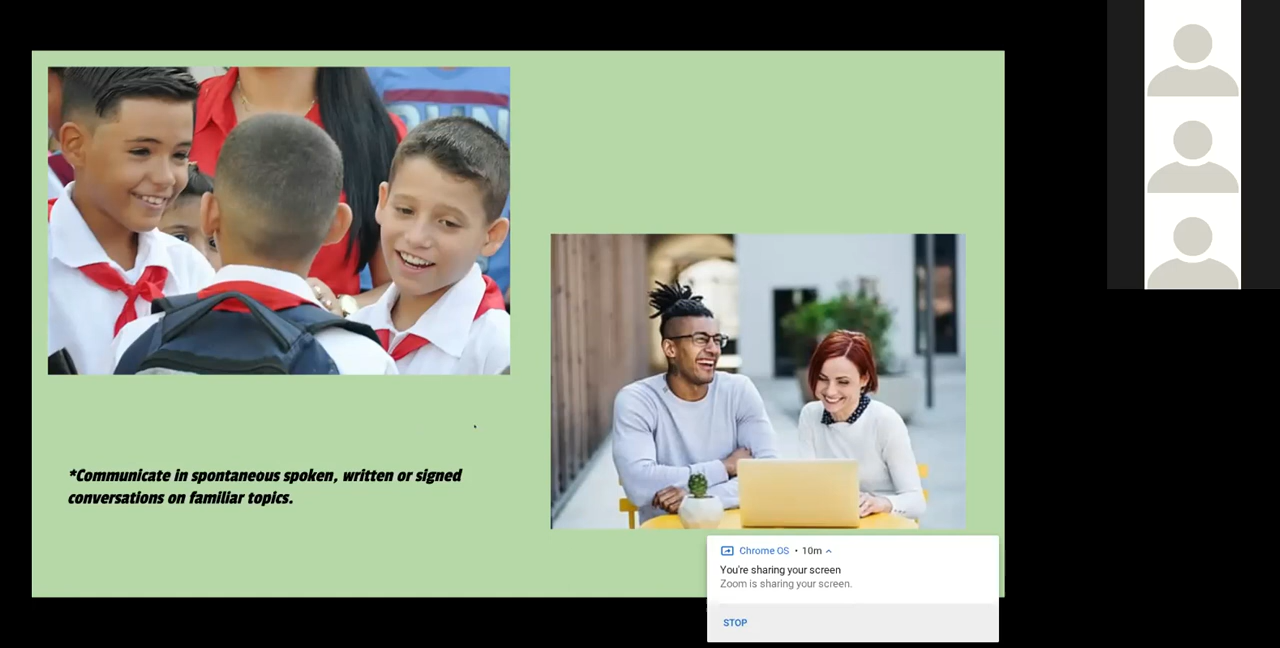 *Communicate in spontaneous spoken, written or signed
conversations on familiar topics.
Chrome OS • 10m
You're sharing your screen
Zoom is sharing your screen.
STOP